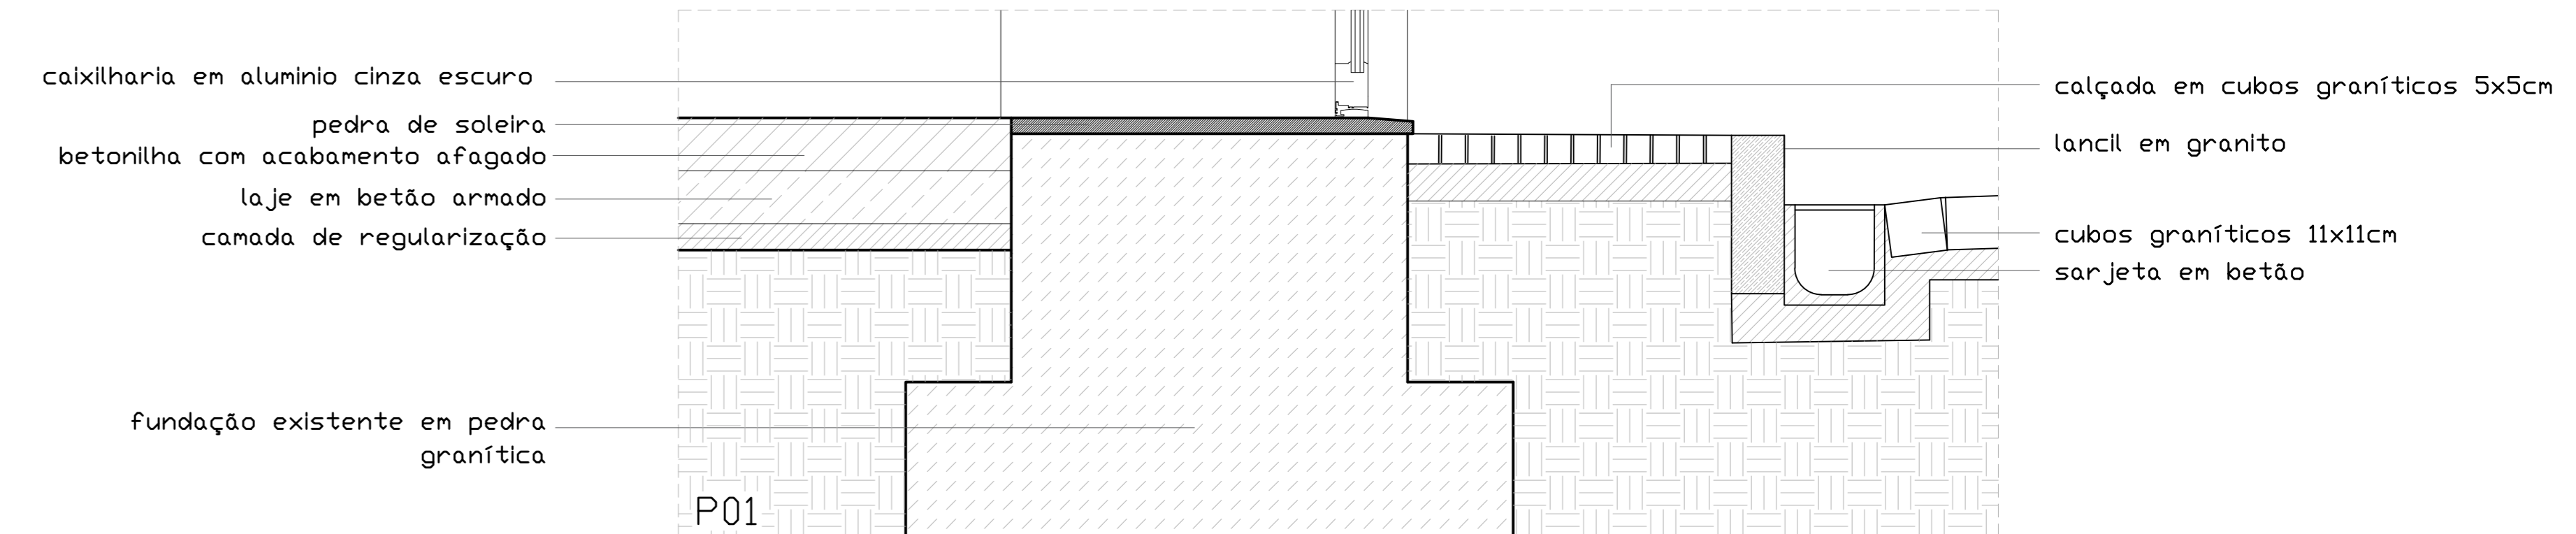 caixilharia em aluminio cinza escuro
pedra de soleira
betonilha com acabamento afagado
laje em betão armado
camada de regularização
fundação existente em pedra
granítica
P01
calçada em cubos graníticos 5x5cm
lancil em granito
cubos graníticos 11x11cm
sarjeta em betão